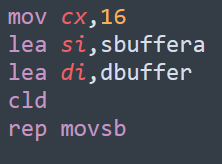 mov cx,16
lea si,sbuffera
lea di,dbuffer
cld
rep movsb